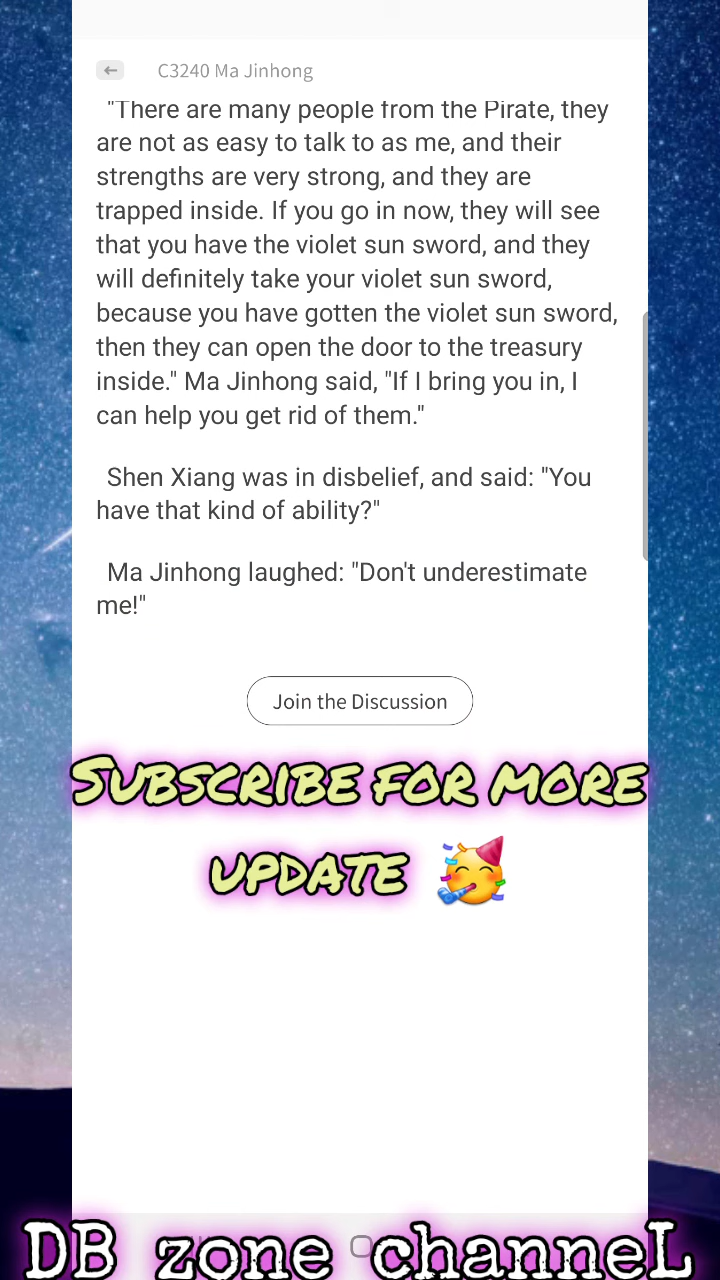 C3240 Ma Jinhong
"There are many people from the Pirate, they
are not as easy to talk to as me, and their
strengths are very strong, and they are
trapped inside. If you go in now, they will see
that you have the violet sun sword, and they
will definitely take your violet sun sword,
because you have gotten the violet sun sword,
then they can open the door to the treasury
inside." Ma Jinhong said, "If I bring you in, I
can help you get rid of them."
Shen Xiang was in disbelief, and said: "You
have that kind of ability?"
Ma Jinhong laughed: "Don't underestimate
me!"
Join the Discussion
SUBSCRIBE FOR MORE
UPDATE 🥳
DB zone channeL